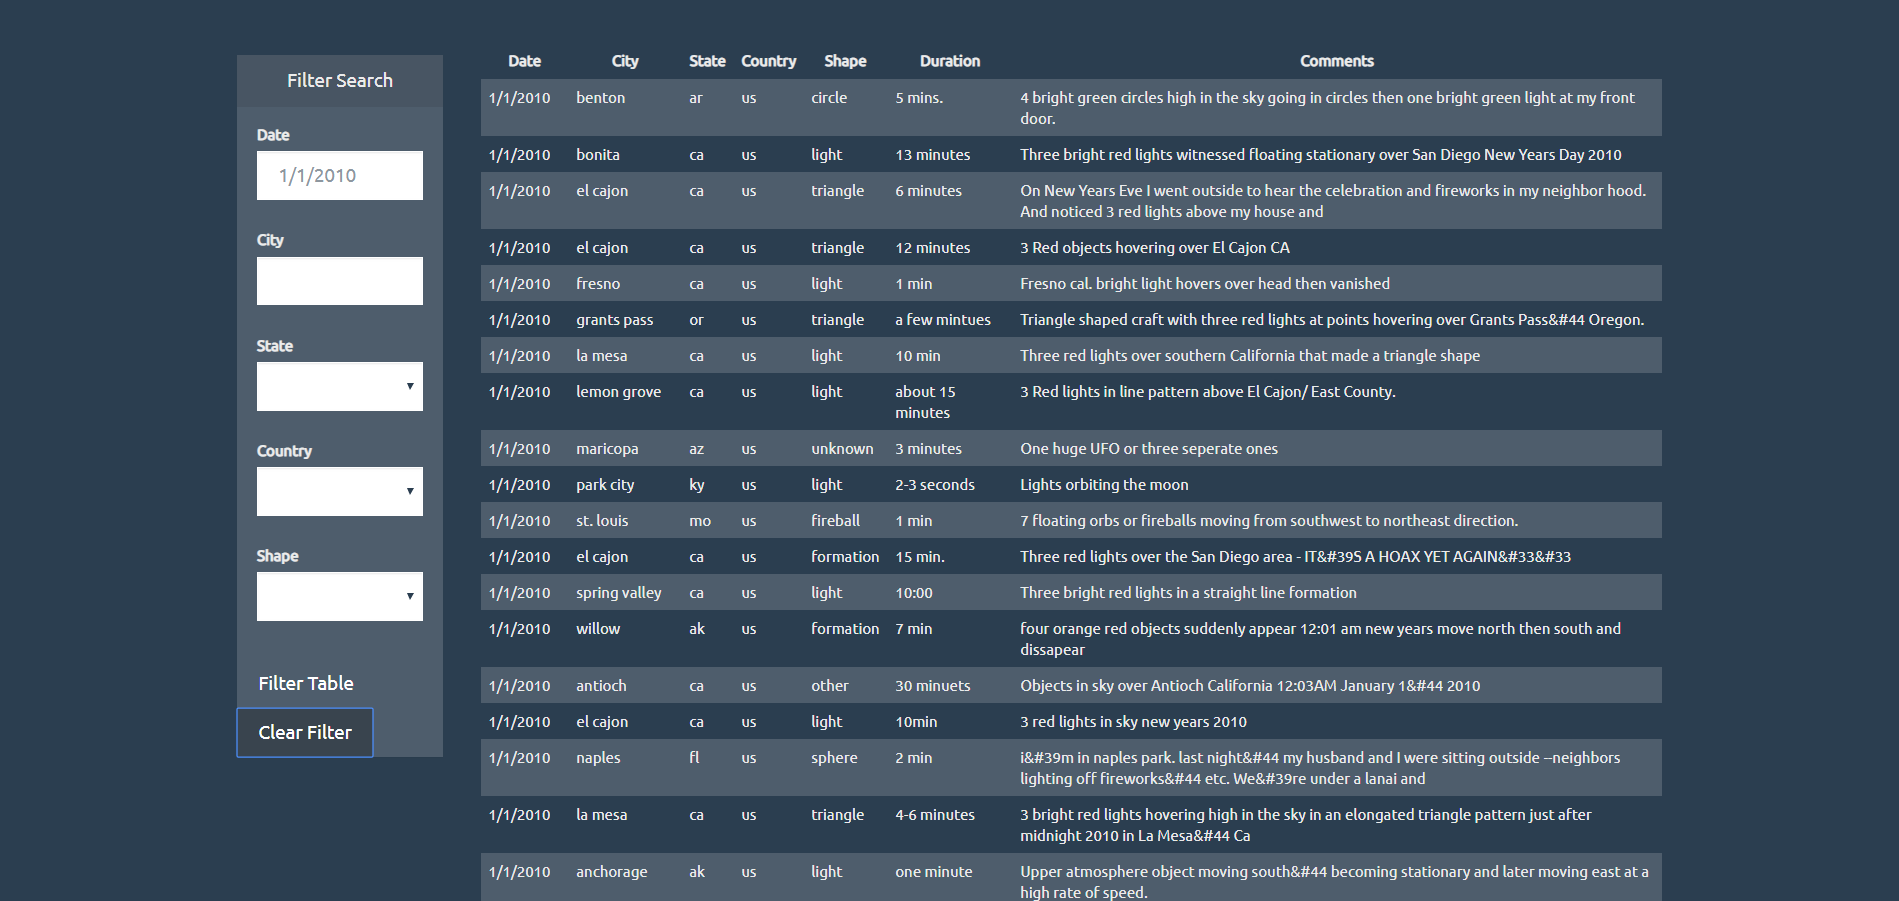 Filter Search
Date
1/1/2010
City
State
Country
Shape
Filter Table
Clear Filter
Date City State Country Shape Duration Comments
1/1/2010 benton ar us circle 5 mins. 4 bright green circles high in the sky going in circles then one bright green light at my front
door.
1/1/2010 bonita ca us light 13 minutes Three bright red lights witnessed floating stationary over San Diego New Years Day 2010
1/1/2010 el cajon ca us triangle 6 minutes On New Years Eve I went outside to hear the celebration and fireworks in my neighbor hood.
And noticed 3 red lights above my house and
1/1/2010 el cajon ca us triangle 12 minutes 3 Red objects hovering over El Cajon CA
1/1/2010 fresno ca us light 1 min Fresno cal. bright light hovers over head then vanished
1/1/2010 grants pass or us triangle a few mintues Triangle shaped craft with three red lights at points hovering over Grants Pass&#44 Oregon.
1/1/2010 la mesa ca us light 10 min Three red lights over southern California that made a triangle shape
1/1/2010 lemon grove ca us light about 15 3 Red lights in line pattern above El Cajon/ East County.
minutes
1/1/2010 maricopa az us unknown 3 minutes One huge UFO or three seperate ones
1/1/2010 park city ky us light 2-3 seconds Lights orbiting the moon
1/1/2010 st. louis mo us fireball 1 min 7 floating orbs or fireballs moving from southwest to northeast direction.
1/1/2010 el cajon ca us formation 15 min. Three red lights over the San Diego area - IT&#39S A HOAX YET AGAIN&#33&#33
1/1/2010 spring valley ca us light 10:00 Three bright red lights in a straight line formation
1/1/2010 willow ak us formation 7 min four orange red objects suddenly appear 12:01 am new years move north then south and
dissapear
1/1/2010 antioch ca us other 30 minuets Objects in sky over Antioch California 12:03AM January 1&#44 2010
1/1/2010 el cajon ca us light 10min 3 red lights in sky new years 2010
1/1/2010 naples fl us sphere 2 min i&#39m in naples park. last night&#44 my husband and I were sitting outside --neighbors
lighting off fireworks&#44 etc. We&#39re under a lanai and
1/1/2010 la mesa ca us triangle 4-6 minutes 3 bright red lights hovering high in the sky in an elongated triangle pattern just after
midnight 2010 in La Mesa&#44 Ca
1/1/2010 anchorage ak us light one minute Upper atmosphere object moving south&#44 becoming stationary and later moving east at a
high rate of speed.